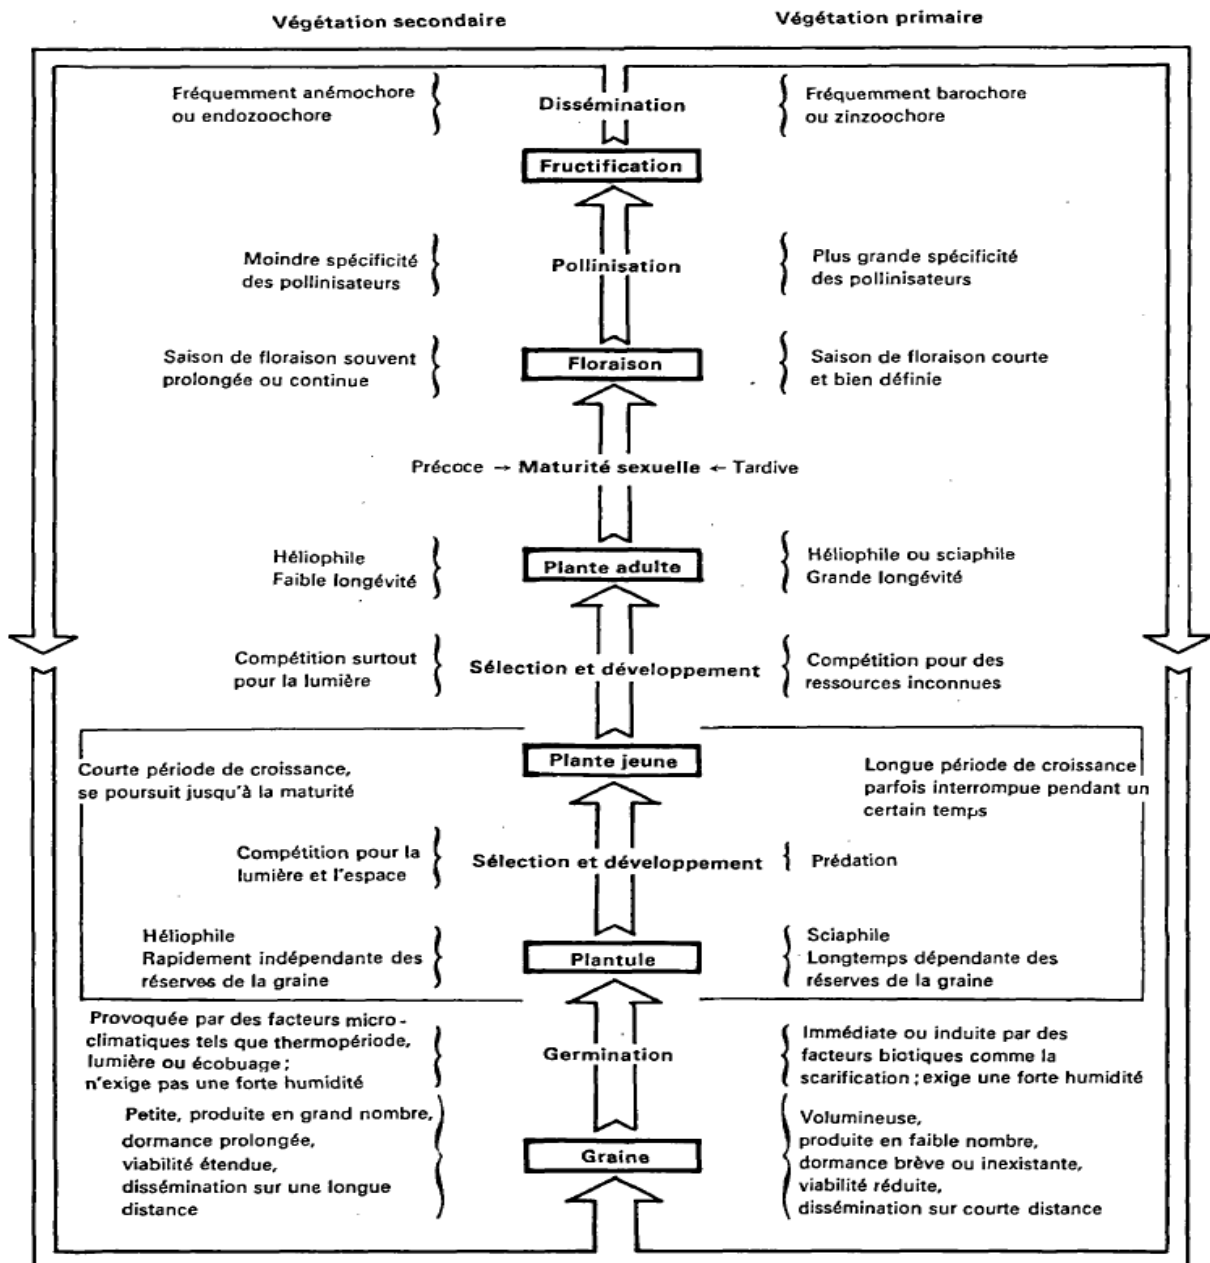 Végétation secondaire
Végétation primaire
Fréquemment anémochore
ou endozoochore
Dissémination
Fréquemment barochore
ou zinzoochore
Fructification
Moindre spécificité
des pollinisateurs
Pollinisation
Plus grande spécificité
des pollinisateurs
Saison de floraison souvent
prolongée ou continue
Floraison
Saison de floraison courte
et bien définie
Précoce → Maturité sexuelle ← Tardive
Héliophile
Faible longévité
Plante adulte
Héliophile ou sciaphile
Grande longévité
Compétition surtout
pour la lumière
Sélection et développement
Compétition pour des
ressources inconnues
Plante jeune
Courte période de croissance,
se poursuit jusqu'à la maturité
Longue période de croissance
parfois interrompue pendant un
certain temps
Compétition pour la
lumière et l'espace
Sélection et développement
Prédation
Héliophile
Rapidement indépendante des
réserves de la graine
Plantule
Sciaphile
Longtemps dépendante des
réserves de la graine
Provoquée par des facteurs micro-
climatiques tels que thermopériode,
lumière ou écobuage;
n'exige pas une forte humidité
Germination
Immédiate ou induite par des
facteurs biotiques comme la
scarification; exige une forte humidité
Petite, produite en grand nombre,
dormance prolongée,
viabilité étendue,
dissémination sur une longue
distance
Graine
Volumineuse,
produite en faible nombre,
dormance brève ou inexistante,
viabilité réduite,
dissémination sur courte distance